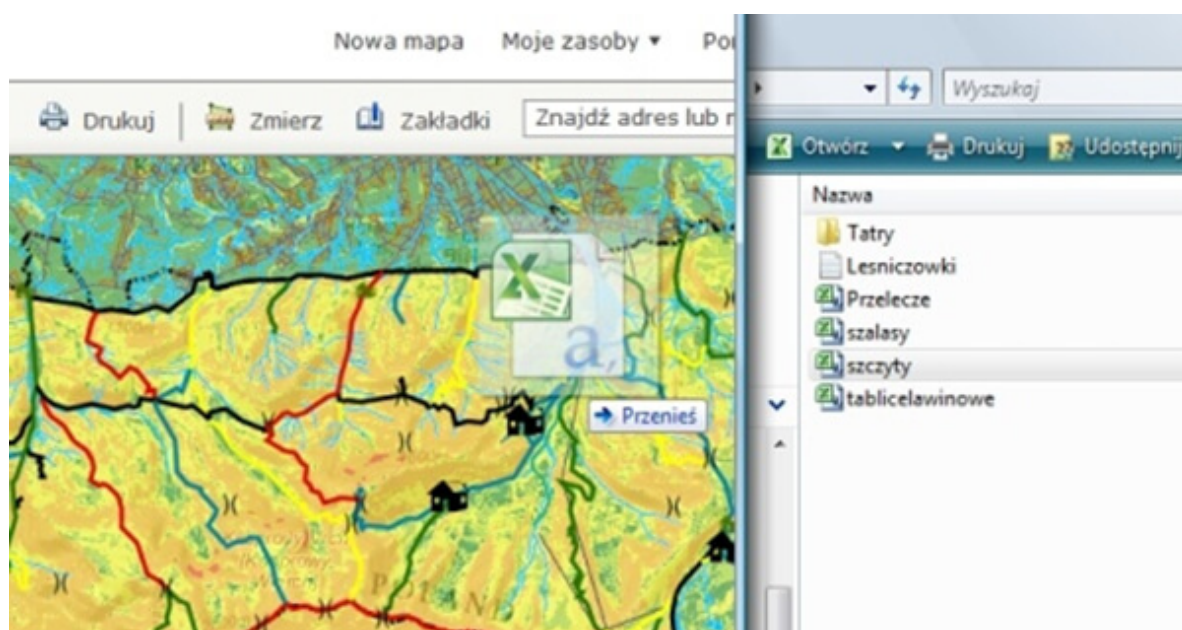 Nowa mapa Moje zasoby ▾
Drukuj Zmierz Zakładki Znajdź adres lub
Przenieś
POLAND
Wyszukaj
Otwórz Drukuj Udostępnij
Nazwa
Tatry
Lesniczowki
Przelecze
szalasy
szczyty
tablicelawinowe